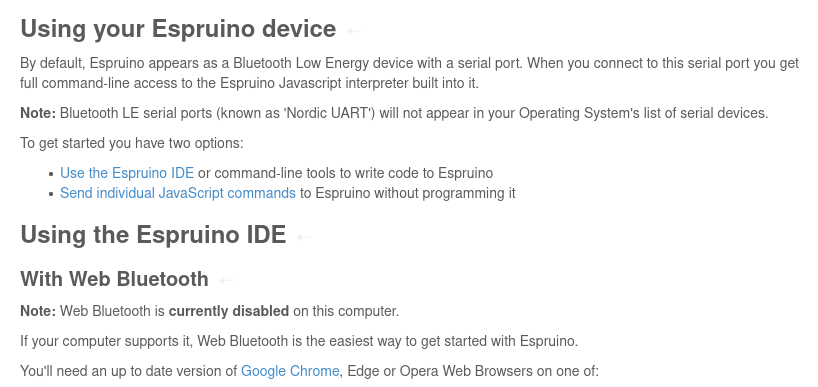 Using your Espruino device ⇠
By default, Espruino appears as a Bluetooth Low Energy device with a serial port. When you connect to this serial port you get
full command-line access to the Espruino Javascript interpreter built into it.
Note: Bluetooth LE serial ports (known as 'Nordic UART') will not appear in your Operating System's list of serial devices.
To get started you have two options:
• Use the Espruino IDE or command-line tools to write code to Espruino
• Send individual JavaScript commands to Espruino without programming it
Using the Espruino IDE ⇠
With Web Bluetooth ⇠
Note: Web Bluetooth is currently disabled on this computer.
If your computer supports it, Web Bluetooth is the easiest way to get started with Espruino.
You'll need an up to date version of Google Chrome, Edge or Opera Web Browsers on one of: